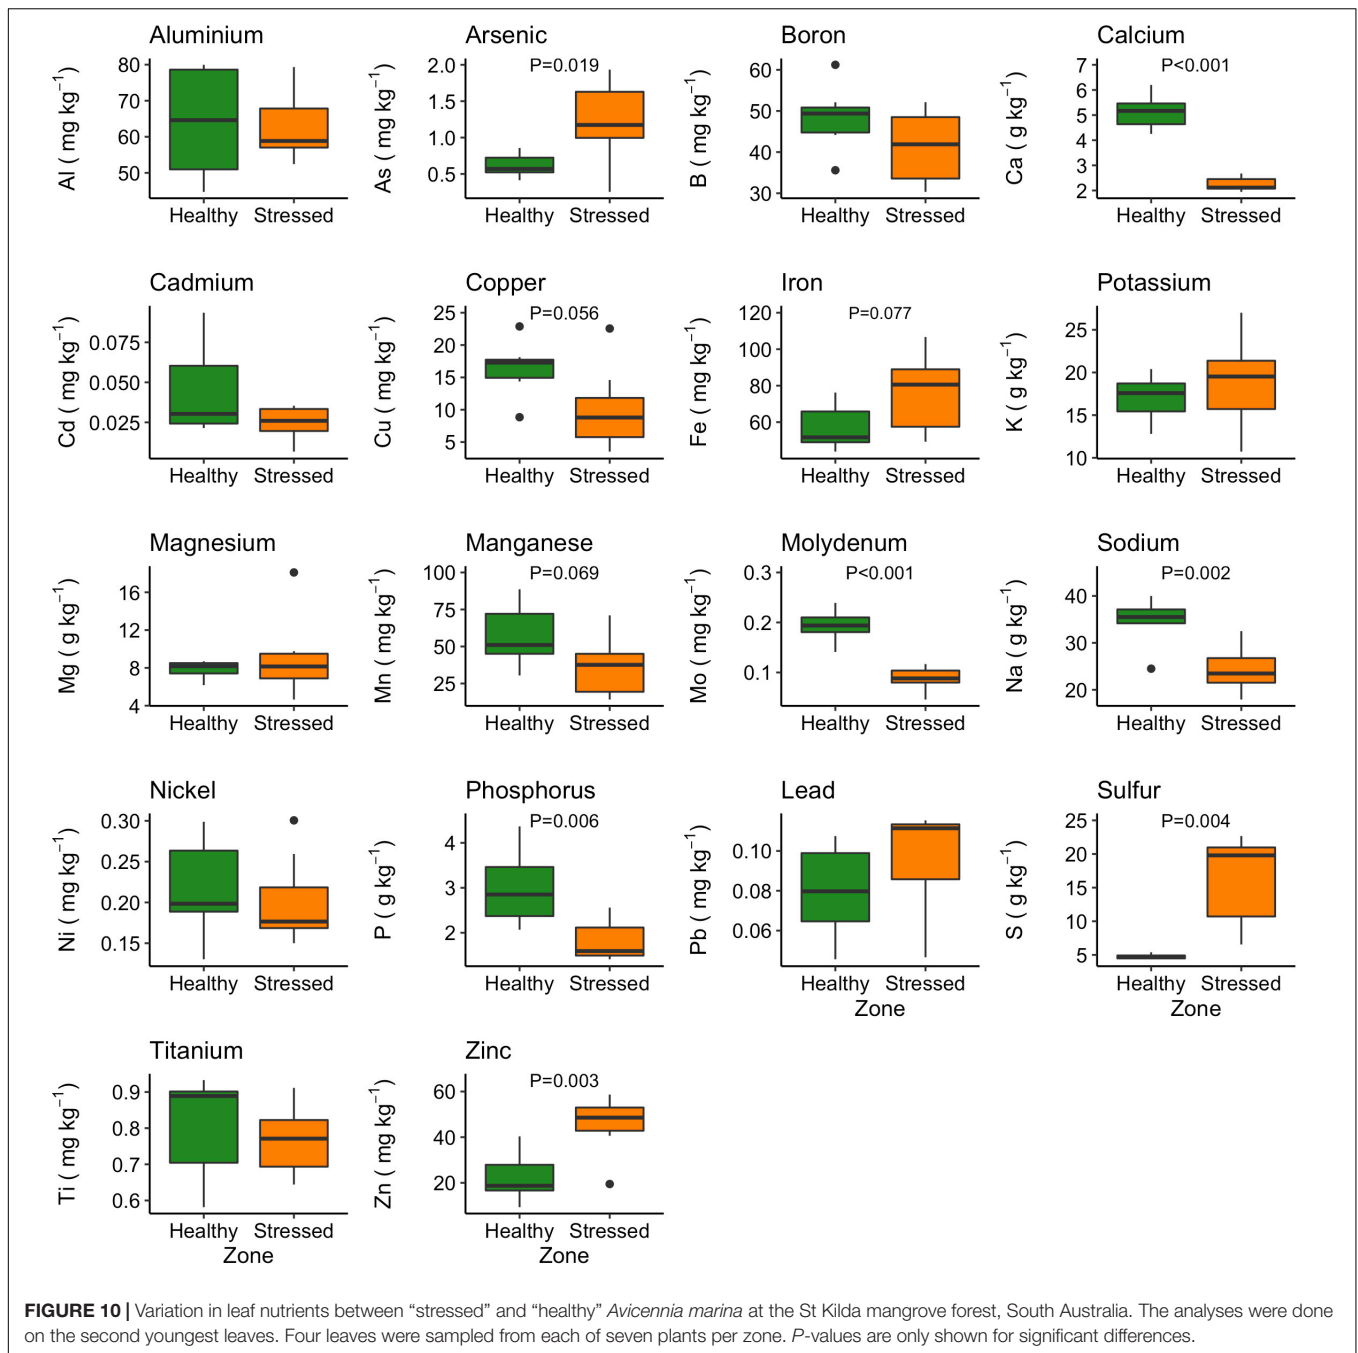 Aluminium
Al ( mg kg−1)
80
70
60
50
Healthy Stressed
Arsenic
As ( mg kg−1)
P=0.019
2.0
1.5
1.0
0.5
Healthy Stressed
Boron
B ( mg kg−1)
60
50
40
30
Healthy Stressed
Calcium
Ca ( g kg−1)
P<0.001
7
6
5
4
3
2
Healthy Stressed
Cadmium
Cd ( mg kg−1)
0.075
0.050
0.025
Healthy Stressed
Copper
Cu ( mg kg−1)
P=0.056
25
20
15
10
5
Healthy Stressed
Iron
Fe ( mg kg−1)
P=0.077
120
100
80
60
Healthy Stressed
Potassium
K ( g kg−1)
25
20
15
10
Healthy Stressed
Magnesium
Mg ( g kg−1)
16
12
8
4
Healthy Stressed
Manganese
Mn ( mg kg−1)
P=0.069
100
75
50
25
Healthy Stressed
Molydenum
Mo ( mg kg−1)
P<0.001
0.3
0.2
0.1
Healthy Stressed
Sodium
Na ( g kg−1)
P=0.002
40
30
20
Healthy Stressed
Nickel
Ni ( mg kg−1)
0.30
0.25
0.20
0.15
Healthy Stressed
Phosphorus
P ( g kg−1)
P=0.006
4
3
2
Healthy Stressed
Lead
Pb ( mg kg−1)
0.10
0.08
0.06
Healthy Stressed
Zone
Sulfur
S ( g kg−1)
P=0.004
25
20
15
10
5
Healthy Stressed
Zone
Titanium
Ti ( mg kg−1)
0.9
0.8
0.7
0.6
Healthy Stressed
Zone
Zinc
Zn ( mg kg−1)
P=0.003
60
40
20
Healthy Stressed
Zone
FIGURE 10 | Variation in leaf nutrients between “stressed” and “healthy” Avicennia marina at the St Kilda mangrove forest, South Australia. The analyses were done
on the second youngest leaves. Four leaves were sampled from each of seven plants per zone. P-values are only shown for significant differences.